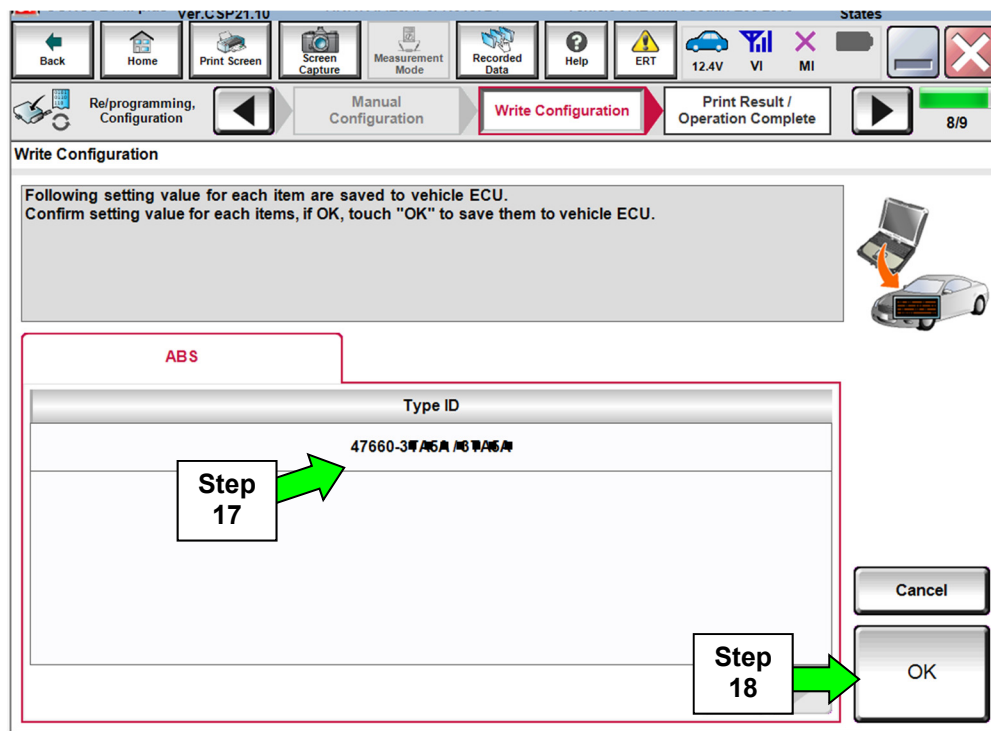 Ver.CSP21.10
States
Back
Home
Print Screen
Screen
Capture
Measurement
Mode
Recorded
Data
Help
ERT
12.4V
VI
MI
Re/programming,
Configuration
Manual
Configuration
Write Configuration
Print Result /
Operation Complete
8/9
Write Configuration
Following setting value for each item are saved to vehicle ECU.
Confirm setting value for each items, if OK, touch "OK" to save them to vehicle ECU.
ABS
Type ID
Step
17
Cancel
Step
18
OK